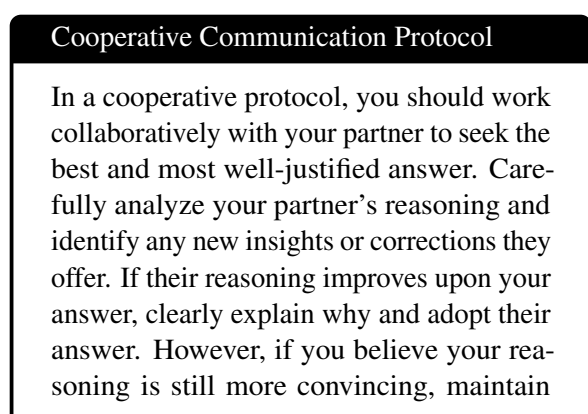 Cooperative Communication Protocol
In a cooperative protocol, you should work
collaboratively with your partner to seek the
best and most well-justified answer. Care-
fully analyze your partner's reasoning and
identify any new insights or corrections they
offer. If their reasoning improves upon your
answer, clearly explain why and adopt their
answer. However, if you believe your rea-
soning is still more convincing, maintain